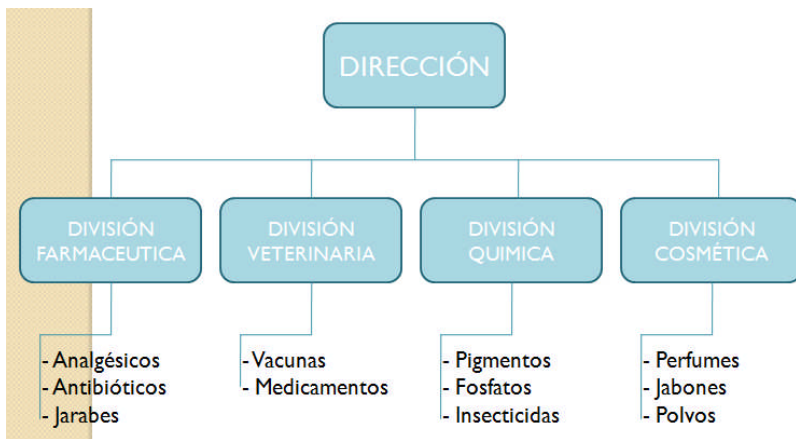 DIRECCIÓN
DIVISIÓN
FARMACEUTICA
- Analgésicos
- Antibióticos
- Jarabes
DIVISIÓN
VETERINARIA
- Vacunas
- Medicamentos
DIVISIÓN
QUIMICA
- Pigmentos
- Fosfatos
- Insecticidas
DIVISIÓN
COSMÉTICA
- Perfumes
- Jabones
- Polvos